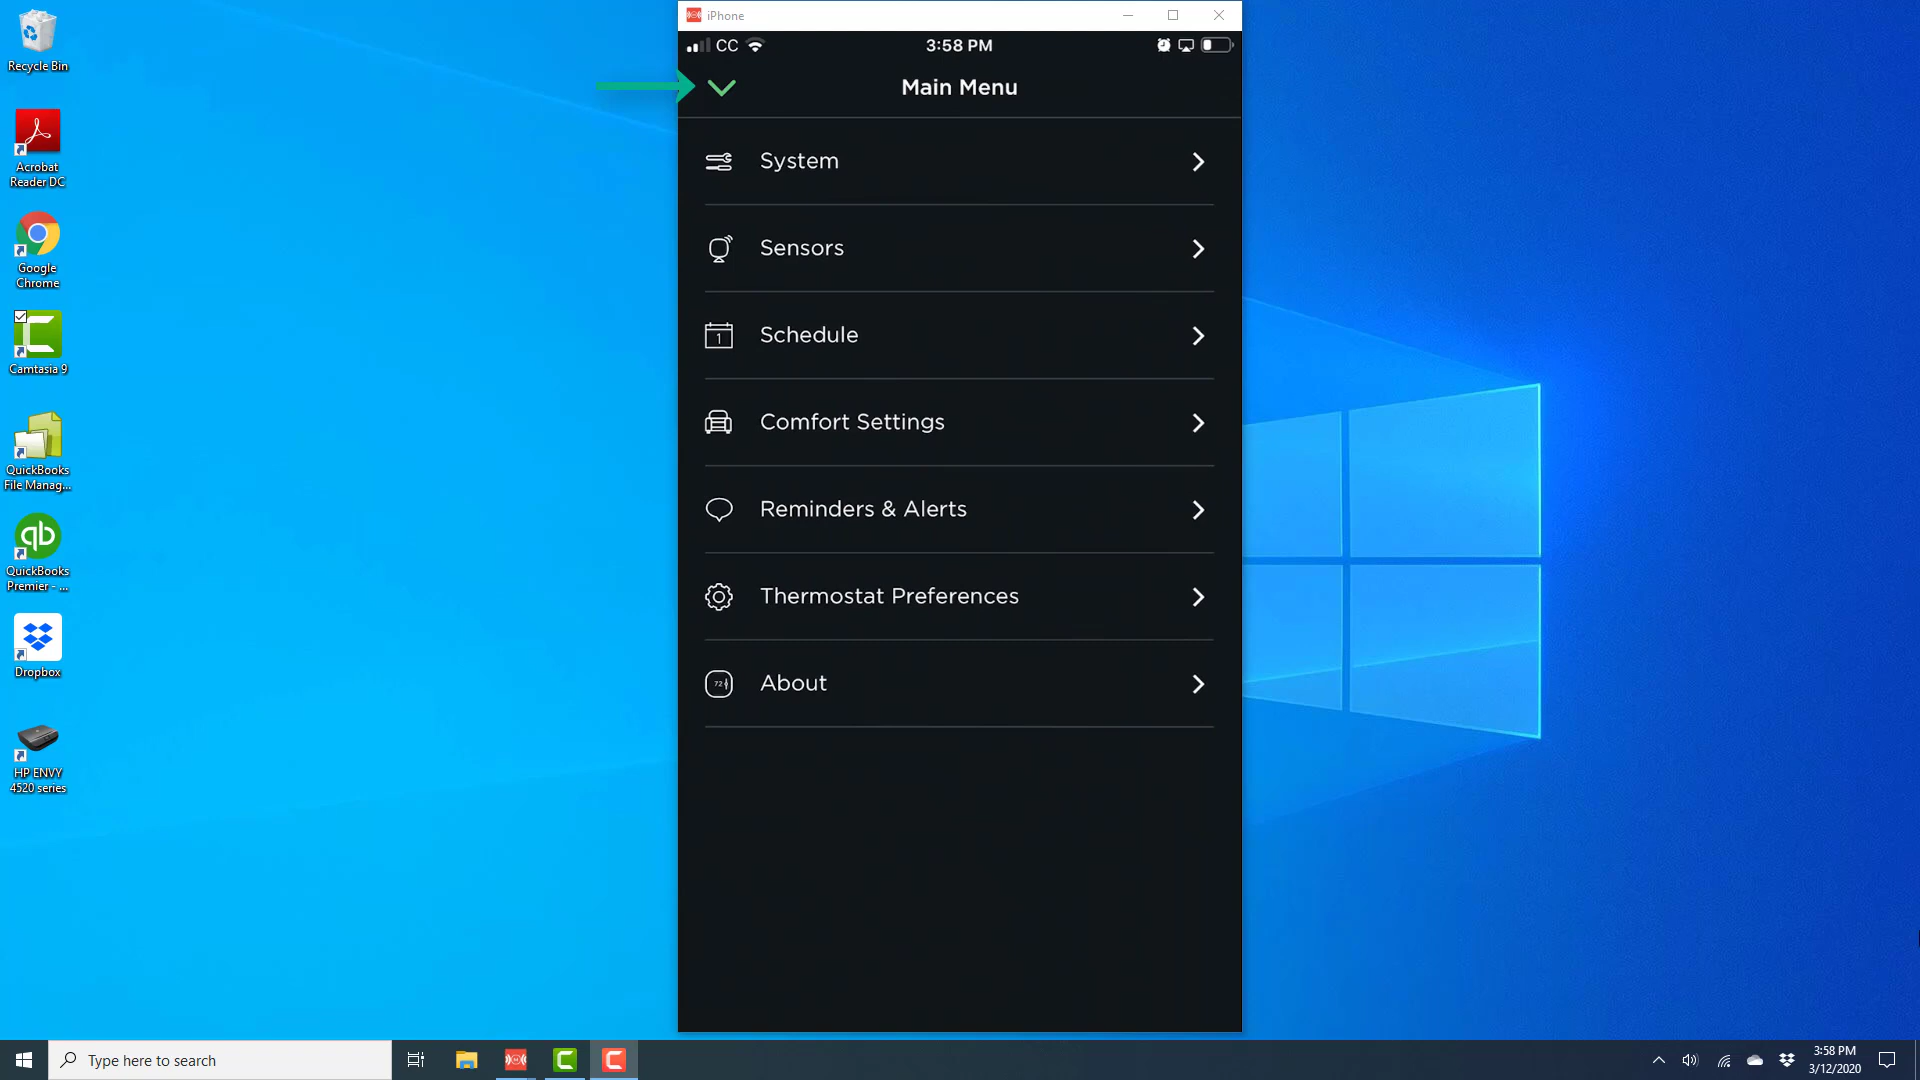 Recycle Bin
Acrobat
Reader DC
Google
Chrome
Camtasia 9
QuickBooks
File Manag...
QuickBooks
Premier - ...
Dropbox
HP ENVY
4520 series
iPhone
CC
3:58 PM
Main Menu
System
Sensors
1
Schedule
Comfort Settings
Reminders & Alerts
Thermostat Preferences
72
About
Type here to search
3:58 PM
3/12/2020